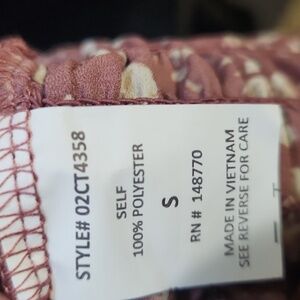 STYLE# 02CT4358
SELF
100% POLYESTER
S
RN # 148770
MADE IN VIETNAM
SEE REVERSE FOR CARE